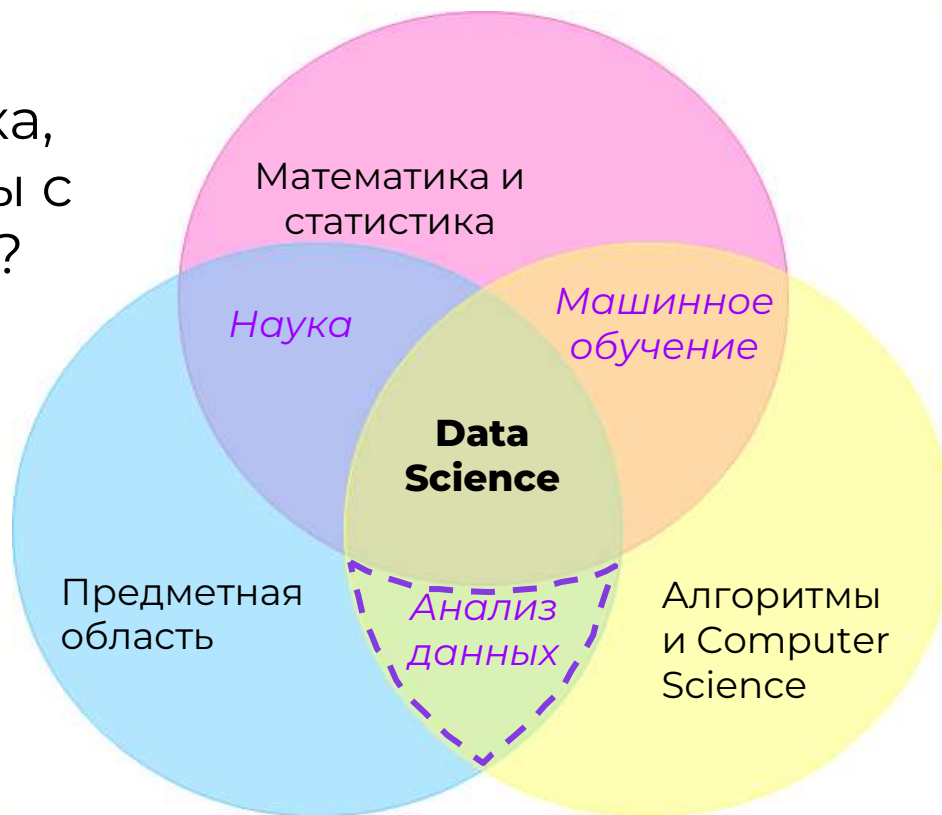 ка,
ы с
?
Математика и
статистика
Наука
Машинное
обучение
Data
Science
Предметная
область
Анализ
данных
Алгоритмы
и Computer
Science